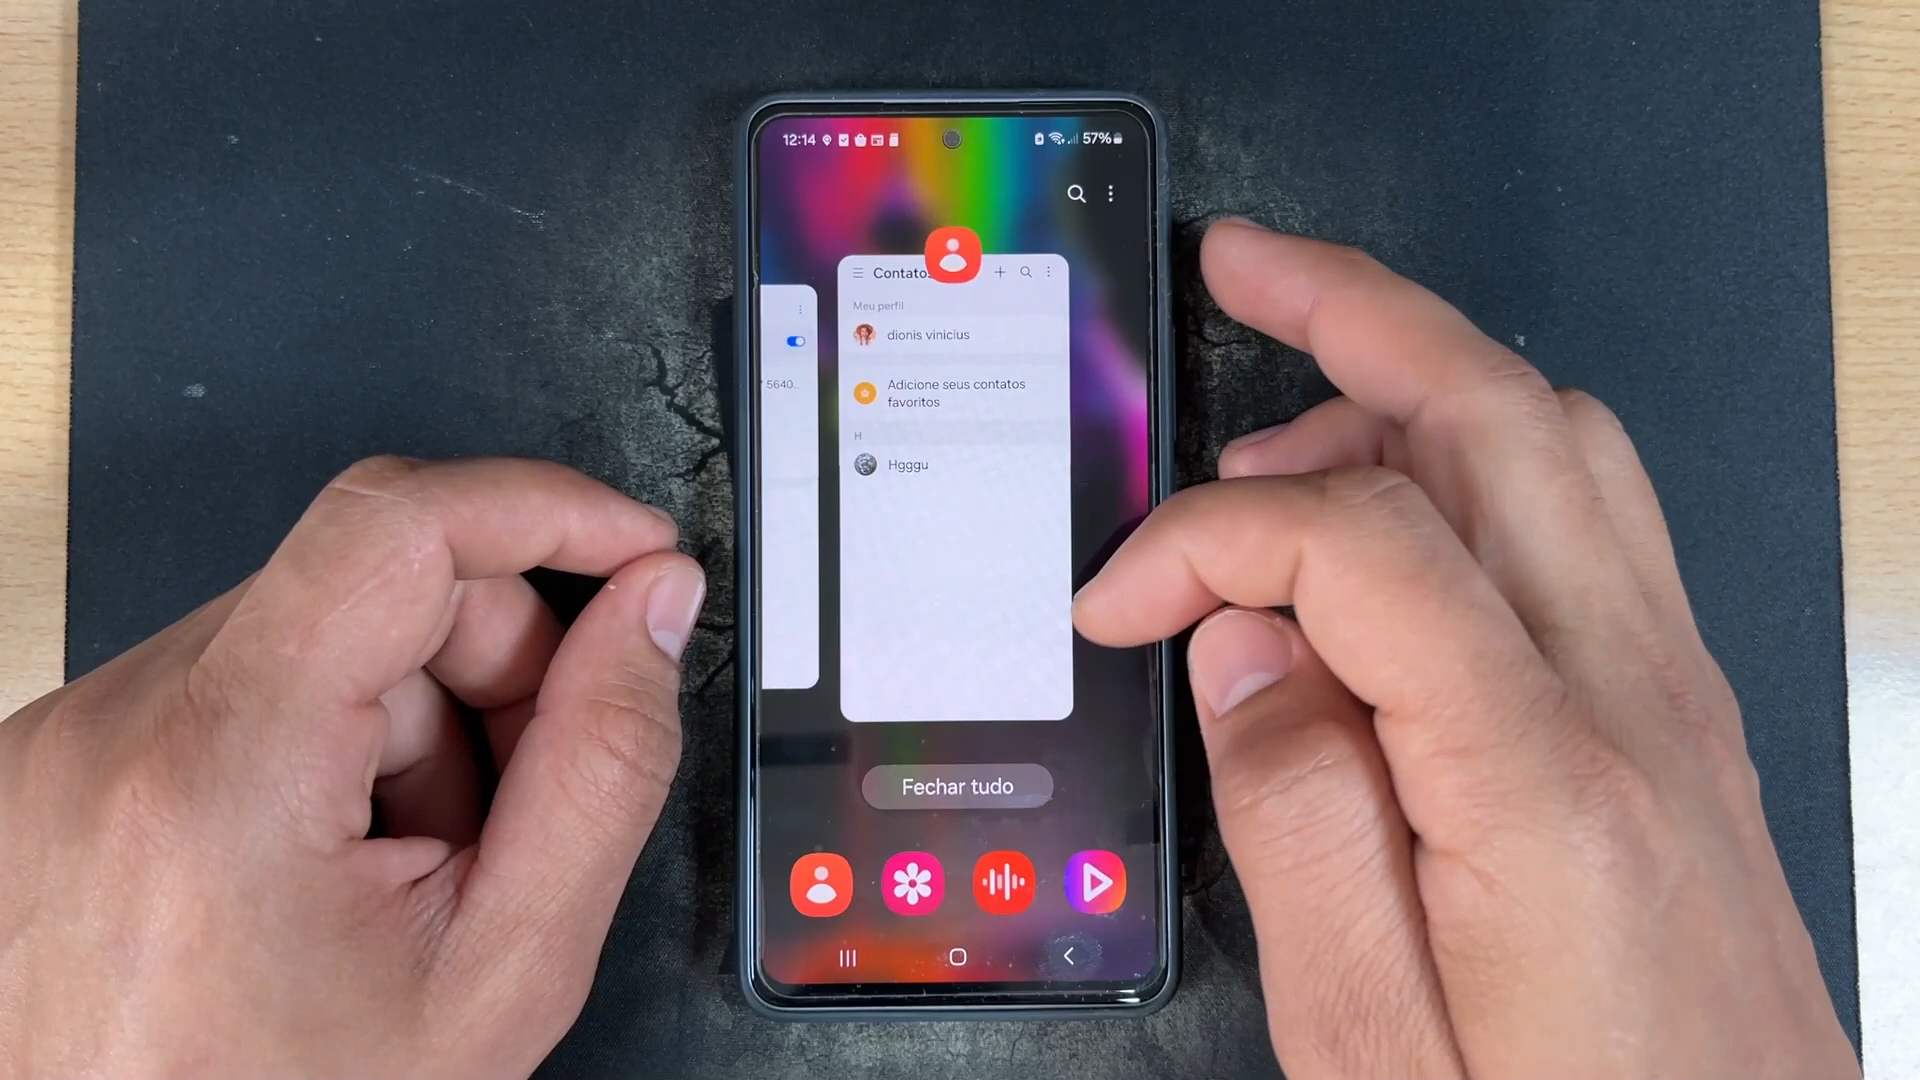 12:14
57%
Contatos
Meu perfil
dionis vinicius
5640..
Adicione seus contatos
favoritos
H
Hgggu
Fechar tudo